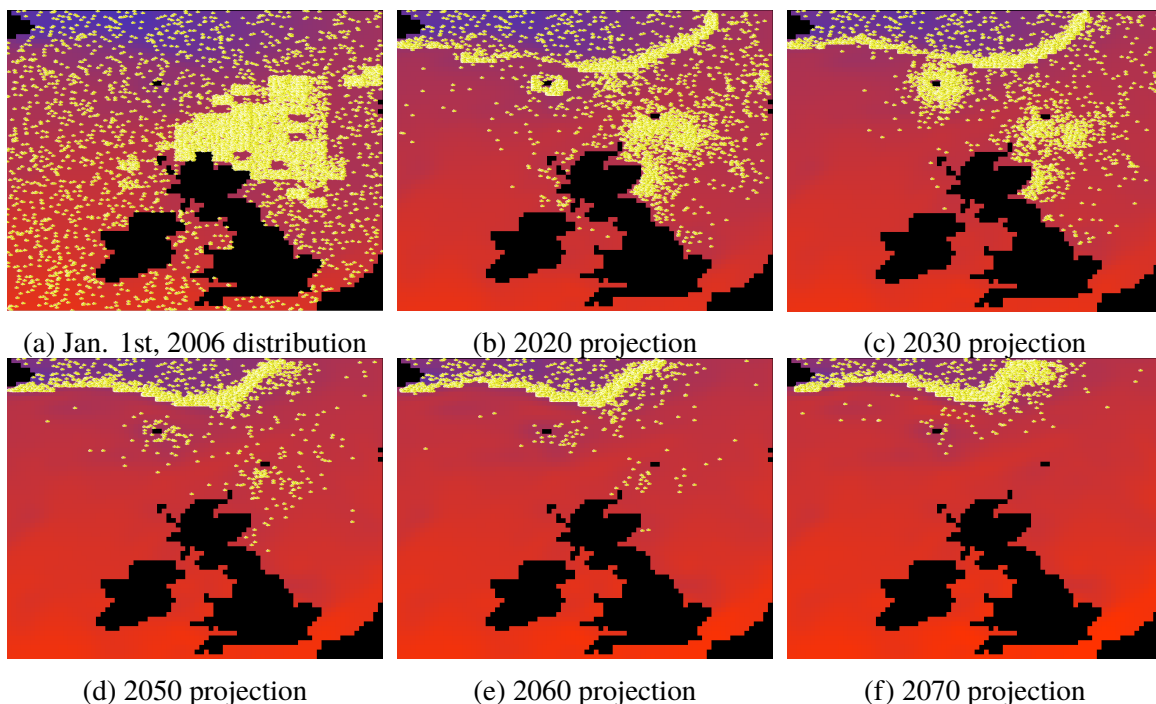 (a) Jan. 1st, 2006 distribution
(b) 2020 projection
(c) 2030 projection
(d) 2050 projection
(e) 2060 projection
(f) 2070 projection